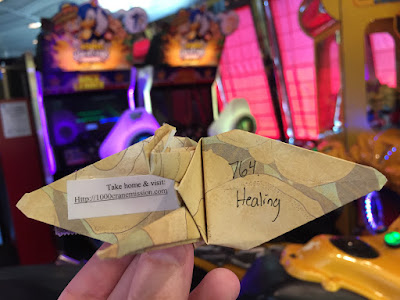 Take home & visit:
Http://1000cranemission.com
764
Healing